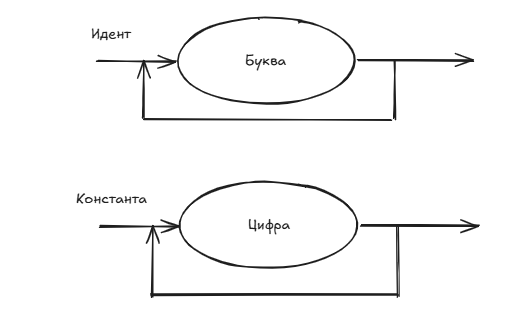 Идент
Буква
Константа
Цифра